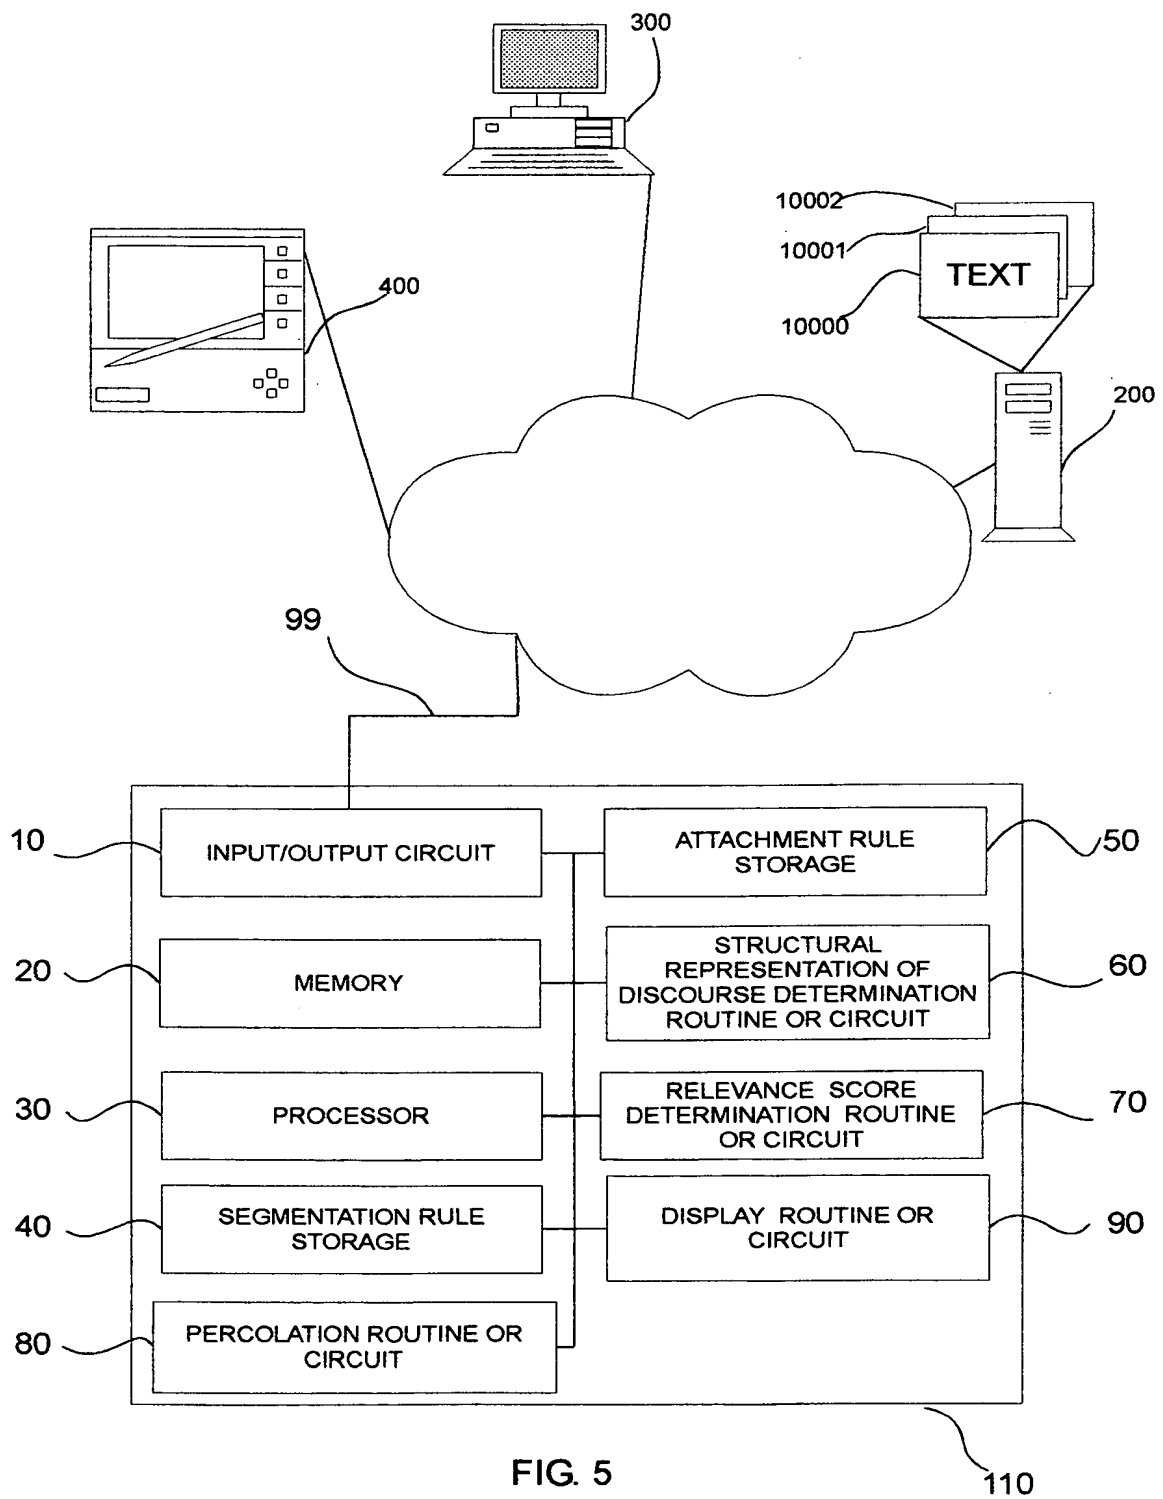 300
10002
10001
TEXT
400
10000
200
99
10
INPUT/OUTPUT CIRCUIT
ATTACHMENT RULE
STORAGE
50
20
MEMORY
STRUCTURAL
REPRESENTATION OF
DISCOURSE DETERMINATION
ROUTINE OR CIRCUIT
60
30
PROCESSOR
RELEVANCE SCORE
DETERMINATION ROUTINE
OR CIRCUIT
70
40
SEGMENTATION RULE
STORAGE
DISPLAY ROUTINE OR
CIRCUIT
90
80
PERCOLATION ROUTINE OR
CIRCUIT
FIG. 5
110